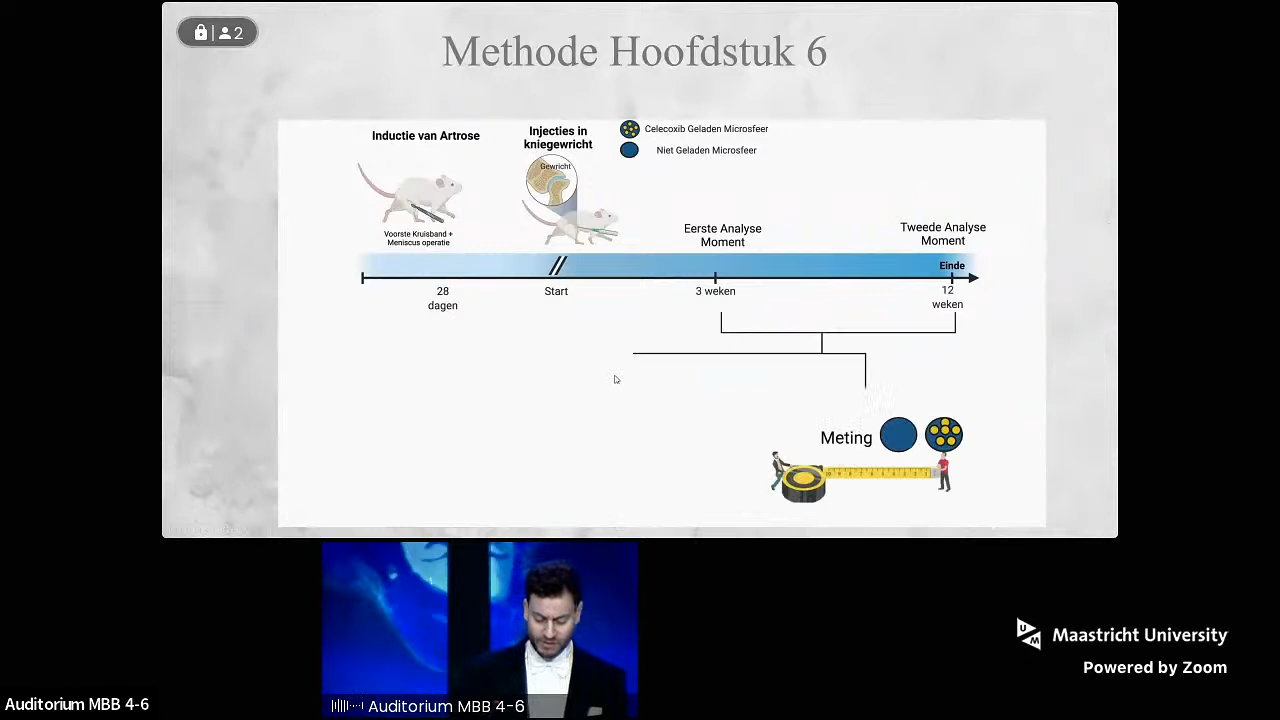 2
Methode Hoofdstuk 6
Inductie van Artrose
Injecties in
kniegewricht
Celecoxib Geladen Microsfeer
Niet Geladen Microsfeer
Gewricht
Voorste Kruisband +
Meniscus operatie
Eerste Analyse
Moment
Tweede Analyse
Moment
Einde
28
dagen
Start
3 weken
12
weken
Meting
UM
Maastricht University
Powered by Zoom
Auditorium MBB 4-6
Auditorium MBB 4-6